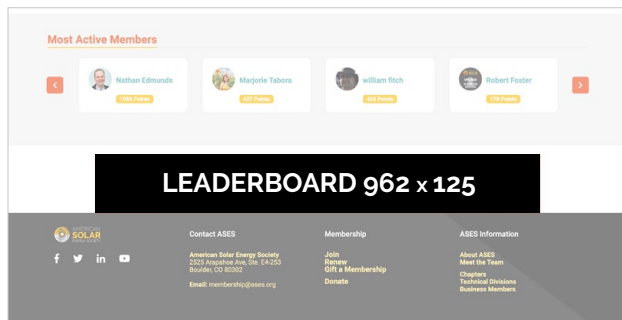 Most Active Members
Nathan Edmunds
Marjorie Tabora
william fitch
Robert Foster
1056 Points
497 Points
424 Points
176 Points
LEADERBOARD 962 x 125
AMERICAN
SOLAR
ENERGY SOCIETY
Contact ASES
American Solar Energy Society
2525 Arapahoe Ave, Ste. E4-253
Boulder, CO 80302
Email: membership@ases.org
Membership
Join
Renew
Gift a Membership
Donate
ASES Information
About ASES
Meet the Team
Chapters
Technical Divisions
Business Members